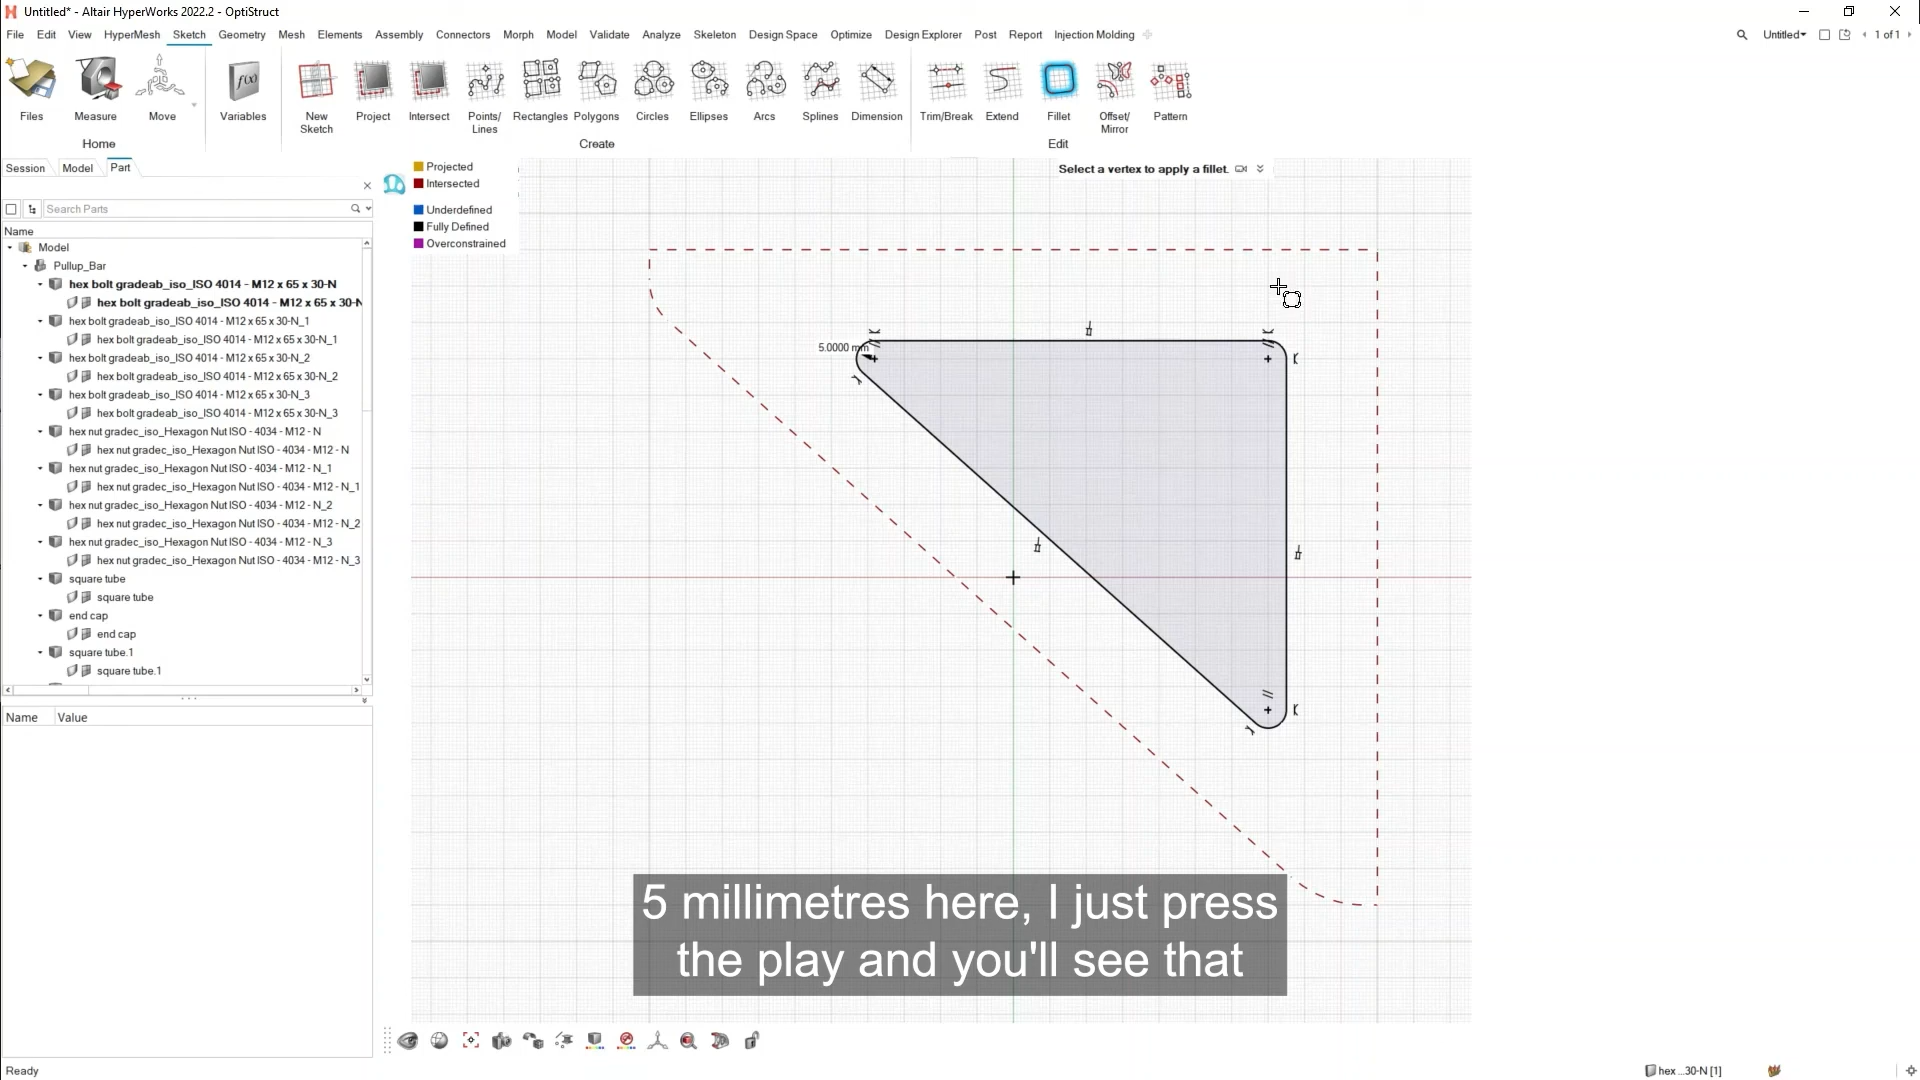 Untitled* - Altair HyperWorks 2022.2 - OptiStruct
File Edit View HyperMesh Sketch Geometry Mesh Elements Assembly Connectors Morph Model Validate Analyze Skeleton Design Space Optimize Design Explorer Post Report Injection Molding Untitled 1 of 1
Files Measure Move Variables New Sketch Project Intersect Points/ Lines Rectangles Polygons Circles Ellipses Arcs Splines Dimension Trim/Break Extend Fillet Offset/ Mirror Pattern
Home Create Edit
Session Model Part
Projected
Intersected
Underdefined
Fully Defined
Overconstrained
Select a vertex to apply a fillet.
Search Parts
Name
Model
Pullup_Bar
hex bolt gradeab_iso_ISO 4014 - M12 x 65 x 30-N
hex bolt gradeab_iso_ISO 4014 - M12 x 65 x 30-N
hex bolt gradeab_iso_ISO 4014 - M12 x 65 x 30-N_1
hex bolt gradeab_iso_ISO 4014 - M12 x 65 x 30-N_1
hex bolt gradeab_iso_ISO 4014 - M12 x 65 x 30-N_2
hex bolt gradeab_iso_ISO 4014 - M12 x 65 x 30-N_2
hex bolt gradeab_iso_ISO 4014 - M12 x 65 x 30-N_3
hex bolt gradeab_iso_ISO 4014 - M12 x 65 x 30-N_3
hex nut gradec_iso_Hexagon Nut ISO - 4034 - M12 - N
hex nut gradec_iso_Hexagon Nut ISO - 4034 - M12 - N
hex nut gradec_iso_Hexagon Nut ISO - 4034 - M12 - N_1
hex nut gradec_iso_Hexagon Nut ISO - 4034 - M12 - N_1
hex nut gradec_iso_Hexagon Nut ISO - 4034 - M12 - N_2
hex nut gradec_iso_Hexagon Nut ISO - 4034 - M12 - N_2
hex nut gradec_iso_Hexagon Nut ISO - 4034 - M12 - N_3
hex nut gradec_iso_Hexagon Nut ISO - 4034 - M12 - N_3
square tube
square tube
end cap
end cap
square tube.1
square tube.1
Name Value
5.0000 mm
5 millimetres here, I just press
the play and you'll see that
Ready
hex ...30-N [1]